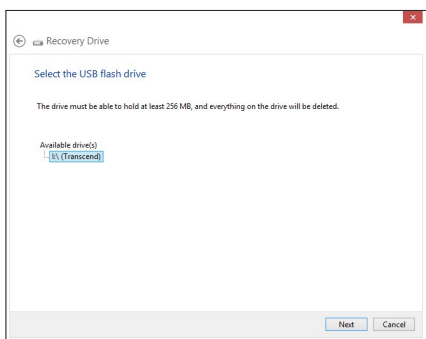 Recovery Drive
Select the USB flash drive
The drive must be able to hold at least 256 MB, and everything on the drive will be deleted.
Available drive(s)
I:\ (Transcend)
Next Cancel